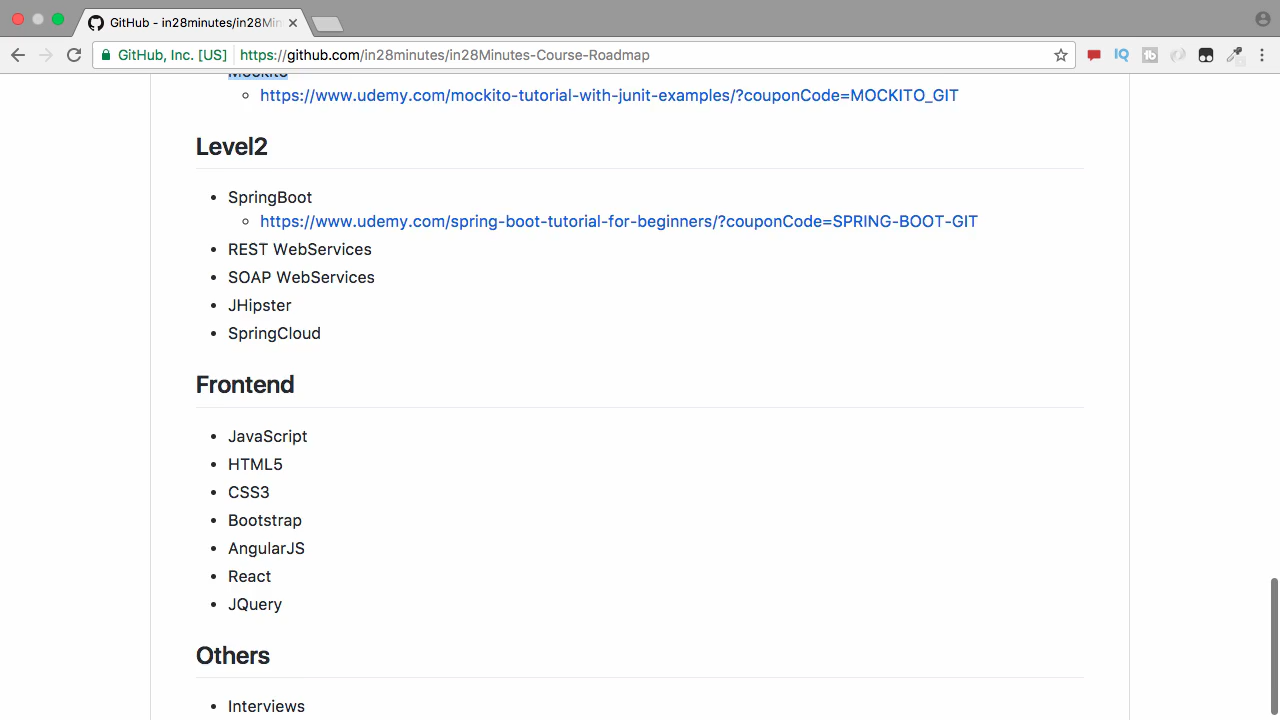 GitHub - in28minutes/in28Min
GitHub, Inc. [US] https://github.com/in28minutes/in28Minutes-Course-Roadmap
Mockito
https://www.udemy.com/mockito-tutorial-with-junit-examples/?couponCode=MOCKITO_GIT
Level2
SpringBoot
https://www.udemy.com/spring-boot-tutorial-for-beginners/?couponCode=SPRING-BOOT-GIT
REST WebServices
SOAP WebServices
JHipster
SpringCloud
Frontend
JavaScript
HTML5
CSS3
Bootstrap
AngularJS
React
JQuery
Others
Interviews